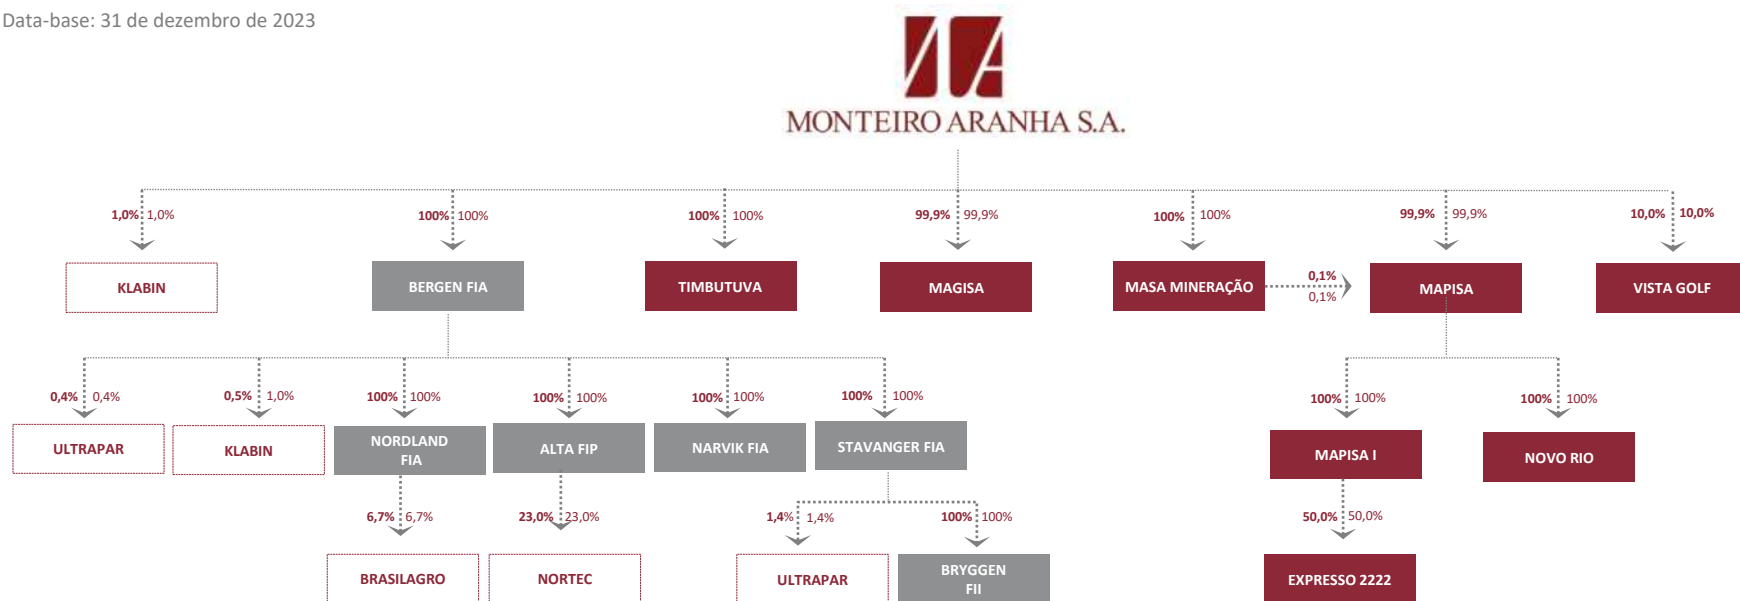 Data-base: 31 de dezembro de 2023
MONTEIRO ARANHA S.A.
1,0% 1,0%
100% 100%
100% 100%
99,9% 99,9%
100% 100%
99,9% 99,9%
10,0% 10,0%
KLABIN
BERGEN FIA
TIMBUTUVA
MAGISA
MASA MINERAÇÃO
0,1%
0,1%
MAPISA
VISTA GOLF
0,4% 0,4%
0,5% 1,0%
100% 100%
100% 100%
100% 100%
100% 100%
100% 100%
100% 100%
ULTRAPAR
KLABIN
NORDLAND
FIA
ALTA FIP
NARVIK FIA
STAVANGER FIA
MAPISA I
NOVO RIO
6,7% 6,7%
23,0% 23,0%
1,4% 1,4%
100% 100%
50,0% 50,0%
BRASILAGRO
NORTEC
ULTRAPAR
BRYGGEN
FII
EXPRESSO 2222